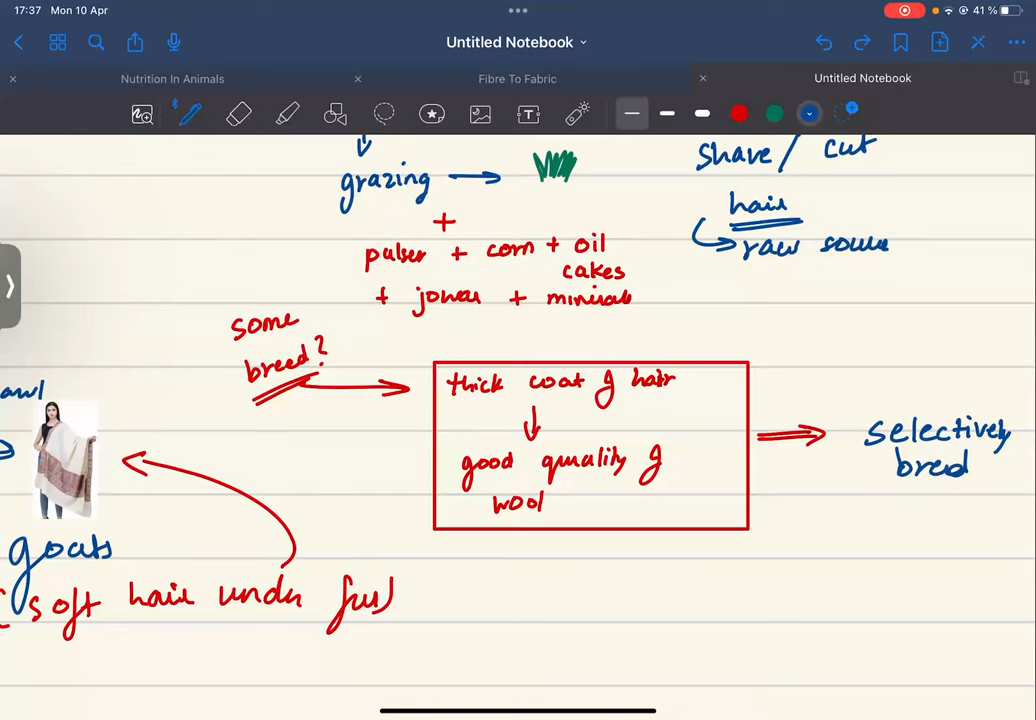 17:37 Mon 10 Apr
41 %
Untitled Notebook
Nutrition In Animals
Fibre To Fabric
Untitled Notebook
grazing
+
pulses + corn + oil
cakes
+ jowar + minerals
shave / cut
hair
raw source
some
breed?
thick coat of hair
good quality of
wool
selectively
breed
awl
goats
(soft hair under fur)